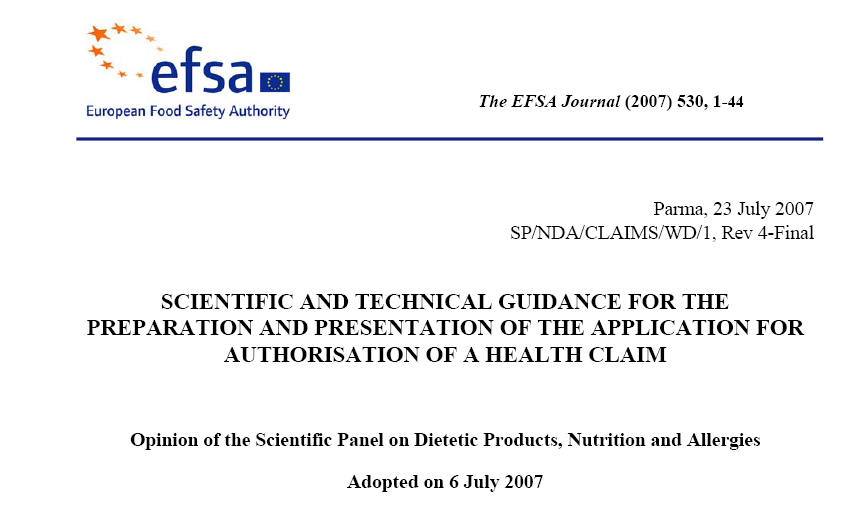 efsa
European Food Safety Authority
The EFSA Journal (2007) 530, 1-44
Parma, 23 July 2007
SP/NDA/CLAIMS/WD/1, Rev 4-Final
SCIENTIFIC AND TECHNICAL GUIDANCE FOR THE
PREPARATION AND PRESENTATION OF THE APPLICATION FOR
AUTHORISATION OF A HEALTH CLAIM
Opinion of the Scientific Panel on Dietetic Products, Nutrition and Allergies
Adopted on 6 July 2007